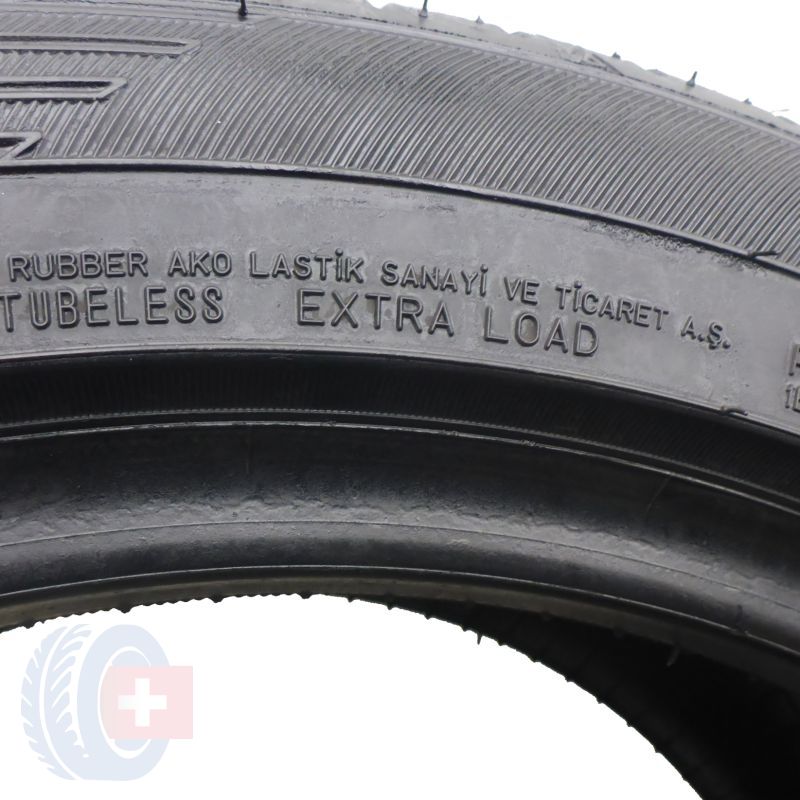 RUBBER AKO LASTİK SANAYİ VE TİCARET A.Ş.
TUBELESS EXTRA LOAD